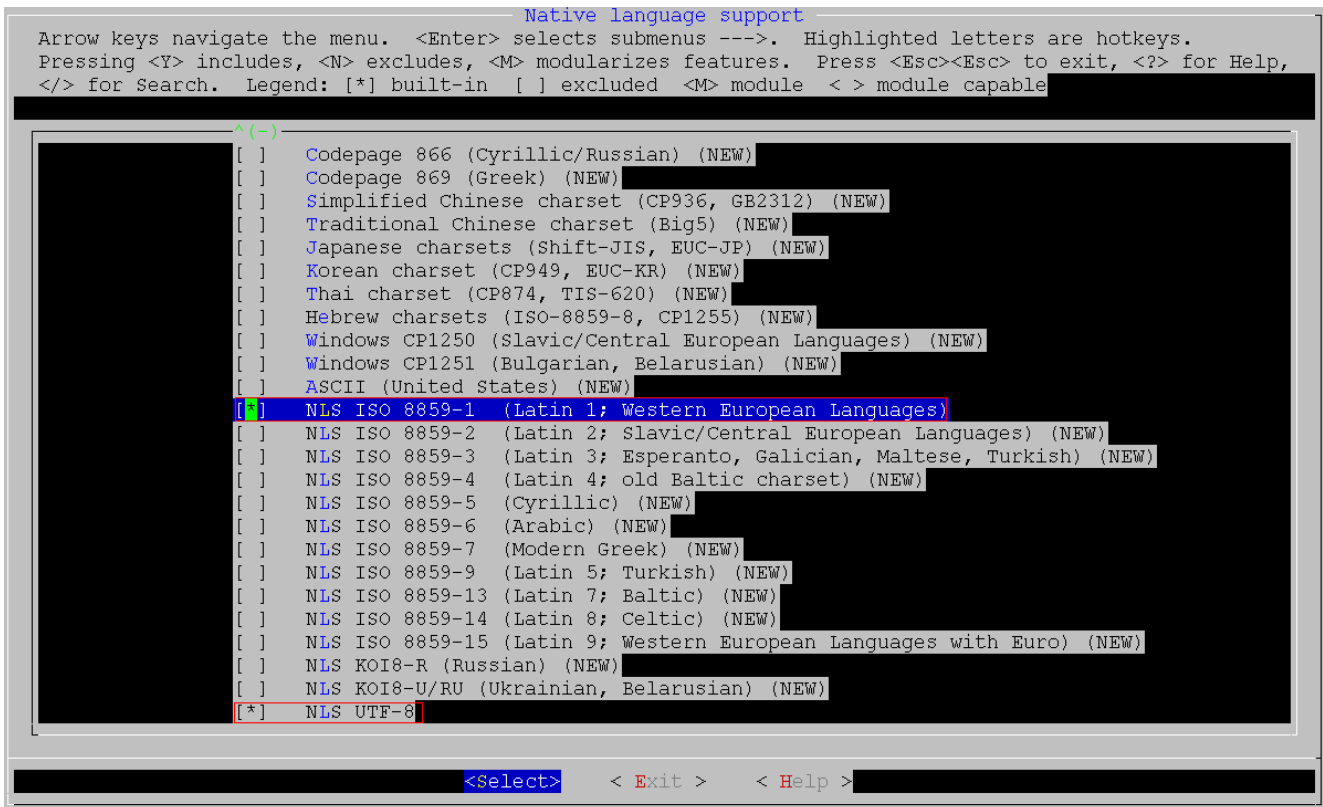 Native language support
Arrow keys navigate the menu.  <Enter> selects submenus --->.  Highlighted letters are hotkeys.
Pressing <Y> includes, <N> excludes, <M> modularizes features.  Press <Esc><Esc> to exit, <?> for Help,
</> for Search.  Legend: [*] built-in  [ ] excluded  <M> module  < > module capable
^(-)
[ ]   Codepage 866 (Cyrillic/Russian) (NEW)
[ ]   Codepage 869 (Greek) (NEW)
[ ]   Simplified Chinese charset (CP936, GB2312) (NEW)
[ ]   Traditional Chinese charset (Big5) (NEW)
[ ]   Japanese charsets (Shift-JIS, EUC-JP) (NEW)
[ ]   Korean charset (CP949, EUC-KR) (NEW)
[ ]   Thai charset (CP874, TIS-620) (NEW)
[ ]   Hebrew charsets (ISO-8859-8, CP1255) (NEW)
[ ]   Windows CP1250 (Slavic/Central European Languages) (NEW)
[ ]   Windows CP1251 (Bulgarian, Belarusian) (NEW)
[ ]   ASCII (United States) (NEW)
[*]   NLS ISO 8859-1  (Latin 1; Western European Languages)
[ ]   NLS ISO 8859-2  (Latin 2; Slavic/Central European Languages) (NEW)
[ ]   NLS ISO 8859-3  (Latin 3; Esperanto, Galician, Maltese, Turkish) (NEW)
[ ]   NLS ISO 8859-4  (Latin 4; old Baltic charset) (NEW)
[ ]   NLS ISO 8859-5  (Cyrillic) (NEW)
[ ]   NLS ISO 8859-6  (Arabic) (NEW)
[ ]   NLS ISO 8859-7  (Modern Greek) (NEW)
[ ]   NLS ISO 8859-9  (Latin 5; Turkish) (NEW)
[ ]   NLS ISO 8859-13 (Latin 7; Baltic) (NEW)
[ ]   NLS ISO 8859-14 (Latin 8; Celtic) (NEW)
[ ]   NLS ISO 8859-15 (Latin 9; Western European Languages with Euro) (NEW)
[ ]   NLS KOI8-R (Russian) (NEW)
[ ]   NLS KOI8-U/RU (Ukrainian, Belarusian) (NEW)
[*]   NLS UTF-8
<Select>    < Exit >    < Help >